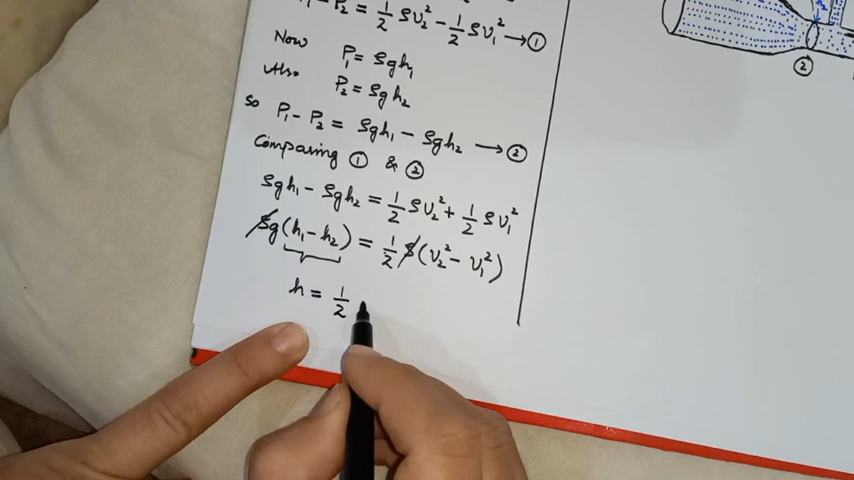 P₁ - P₂ = 1/2 ρv₂² - 1/2 ρv₁² → ①
Now P₁ = ρgh₁
Also P₂ = ρgh₂
So P₁ - P₂ = ρgh₁ - ρgh₂ → ②
Comparing ① & ②
ρgh₁ - ρgh₂ = 1/2 ρv₂² + 1/2 ρv₁²
ρg(h₁ - h₂) = 1/2 ρ(v₂² - v₁²)
h = 1/2
②